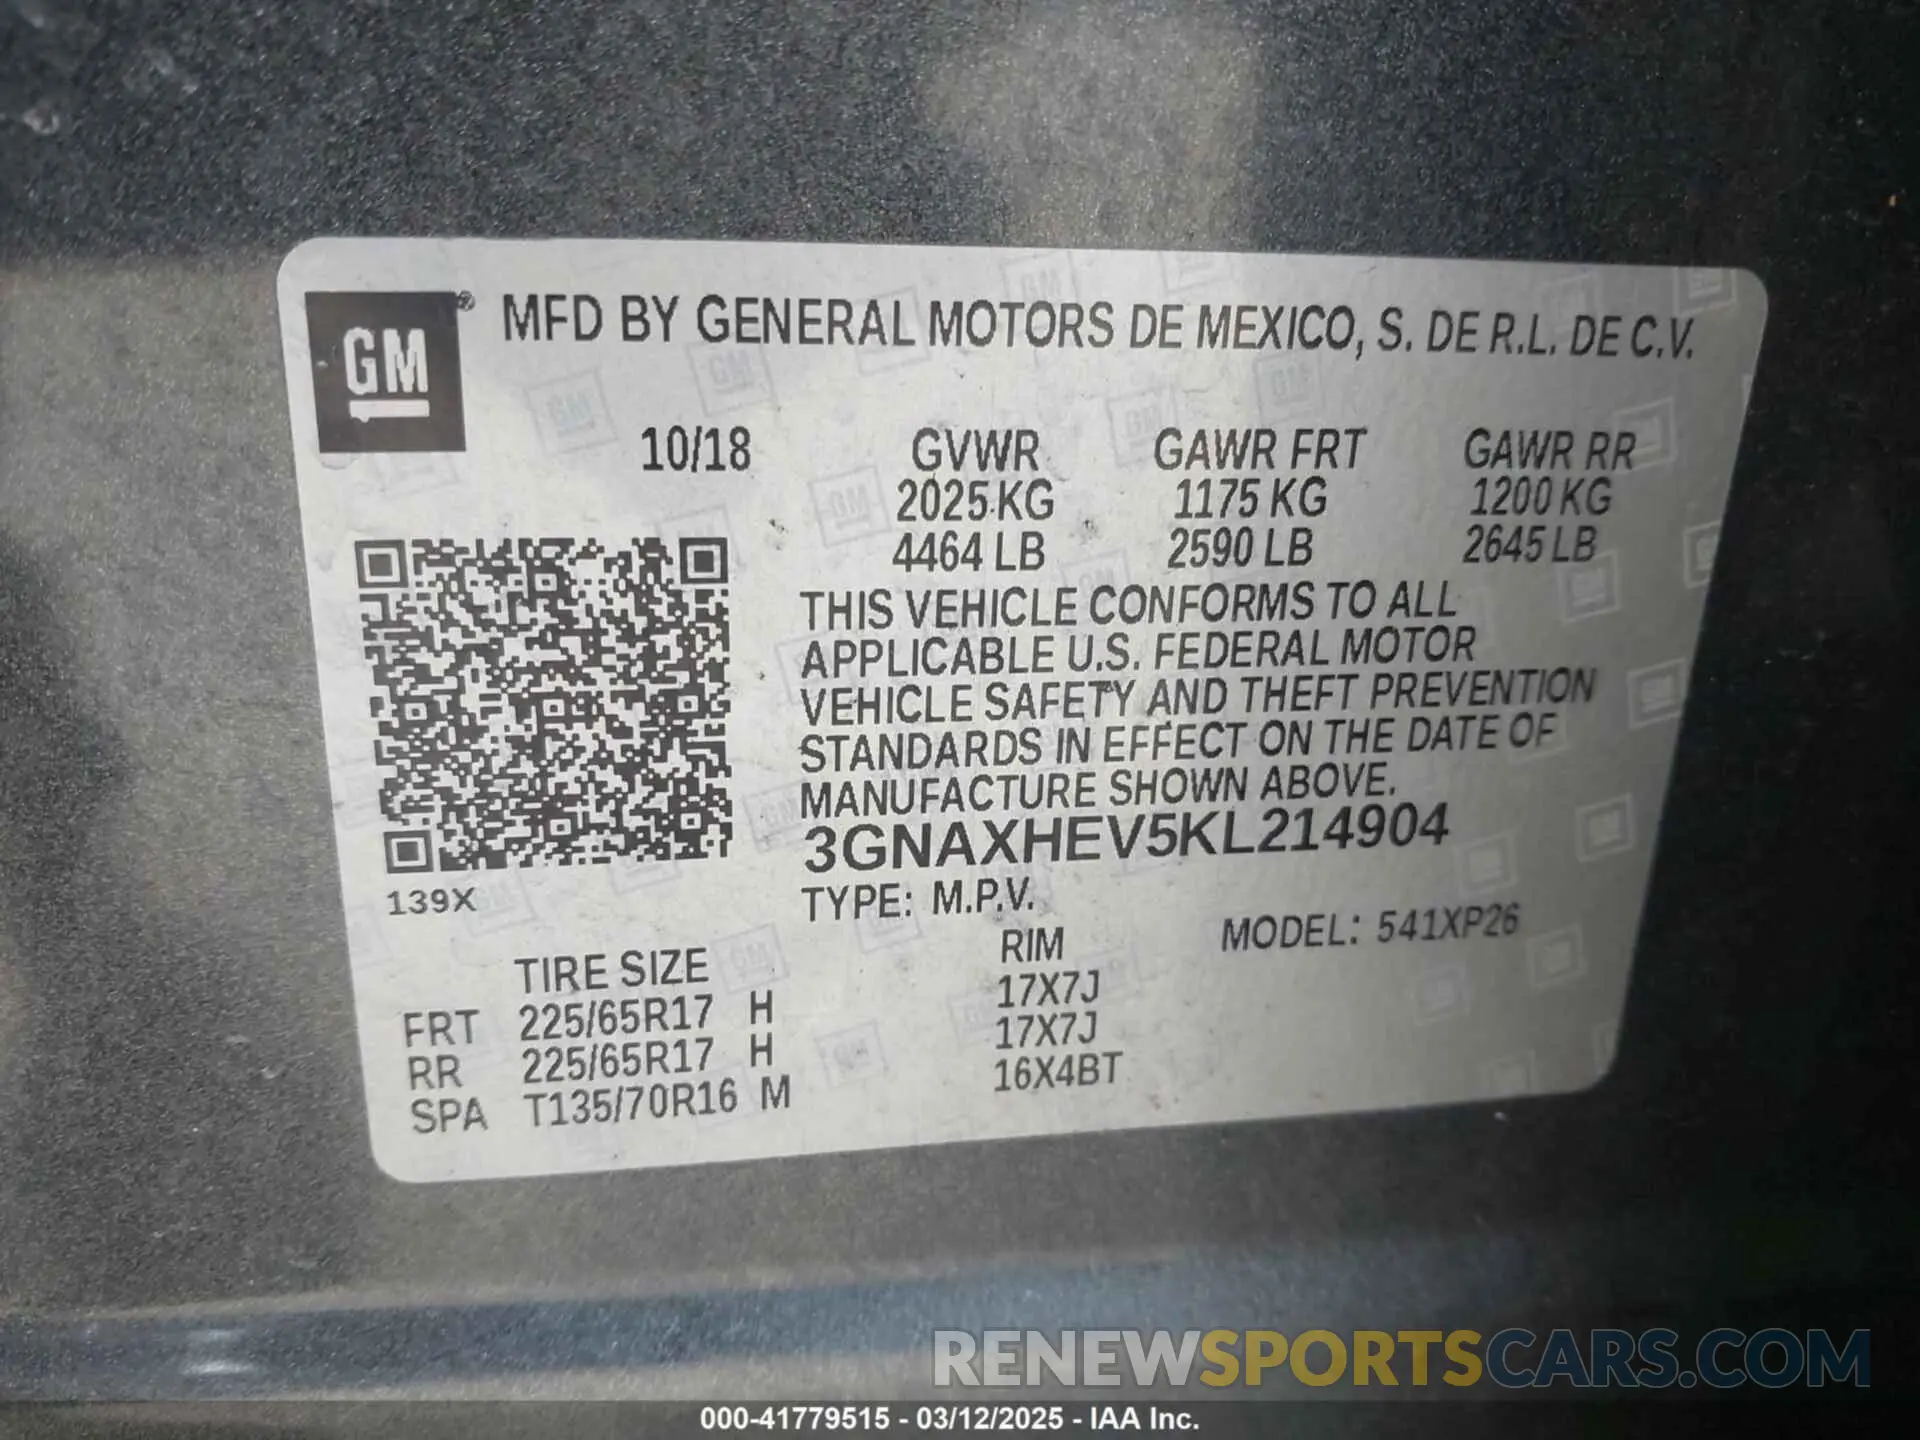 GM ® MFD BY GENERAL MOTORS DE MEXICO, S. DE R.L. DE C.V.
10/18 GVWR GAWR FRT GAWR RR
2025 KG 1175 KG 1200 KG
4464 LB 2590 LB 2645 LB
THIS VEHICLE CONFORMS TO ALL
APPLICABLE U.S. FEDERAL MOTOR
VEHICLE SAFETY AND THEFT PREVENTION
STANDARDS IN EFFECT ON THE DATE OF
MANUFACTURE SHOWN ABOVE.
3GNAXHEV5KL214904
139X
TYPE: M.P.V.
MODEL: 541XP26
TIRE SIZE RIM
FRT 225/65R17 H 17X7J
RR 225/65R17 H 17X7J
SPA T135/70R16 M 16X4BT
RENEWSPORTSCARS.COM
000-41779515 - 03/12/2025 - IAA Inc.